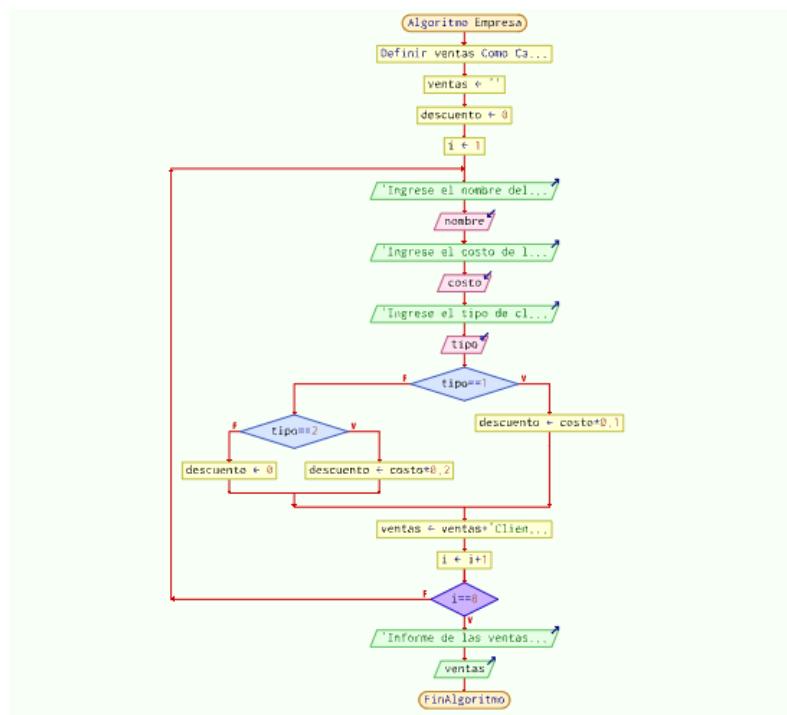 Algoritmo Empresa
Definir ventas Como Ca...
ventas ← ''
descuento ← 0
i ← 1
'Ingrese el nombre del...
nombre
'Ingrese el costo de l...
costo
'Ingrese el tipo de cl...
tipo
F tipo==1 V
descuento ← costo*0,1
F tipo==2 V
descuento ← 0
descuento ← costo*0,2
ventas ← ventas+'Clien...
i ← i+1
F i==8
V
'Informe de las ventas...
ventas
FinAlgoritmo